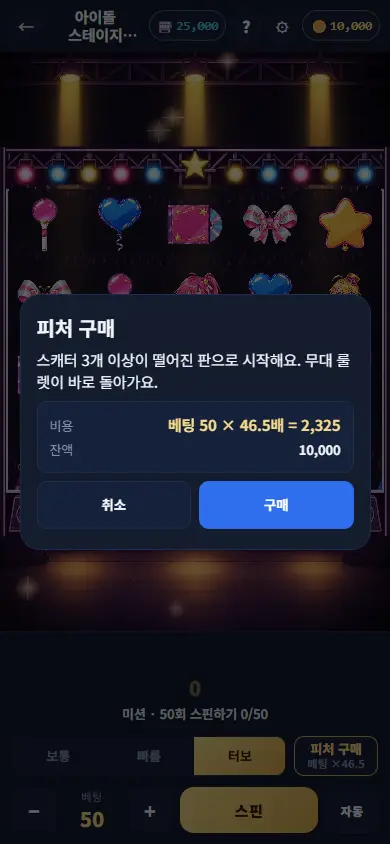 ←
아이돌
스테이지…
25,000
?
10,000
피처 구매
스캐터 3개 이상이 떨어진 판으로 시작해요. 무대 룰
렛이 바로 돌아가요.
비용
베팅 50 × 46.5배 = 2,325
잔액
10,000
취소
구매
0
미션 · 50회 스핀하기 0/50
보통
빠름
터보
피처 구매
베팅 ×46.5
−
베팅
50
+
스핀
자동